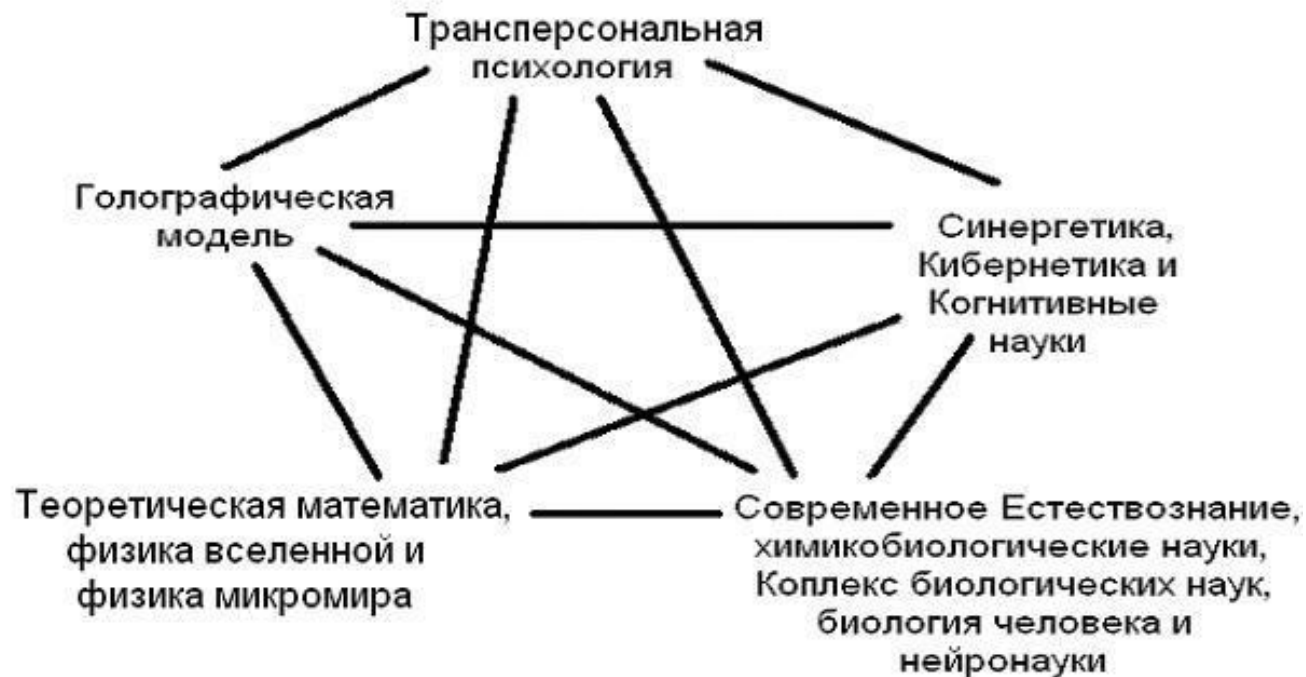 Трансперсональная
психология
Голографическая
модель
Синергетика,
Кибернетика и
Когнитивные
науки
Теоретическая математика,
физика вселенной и
физика микромира
Современное Естествознание,
химикобиологические науки,
Коплекс биологических наук,
биология человека и
нейронауки